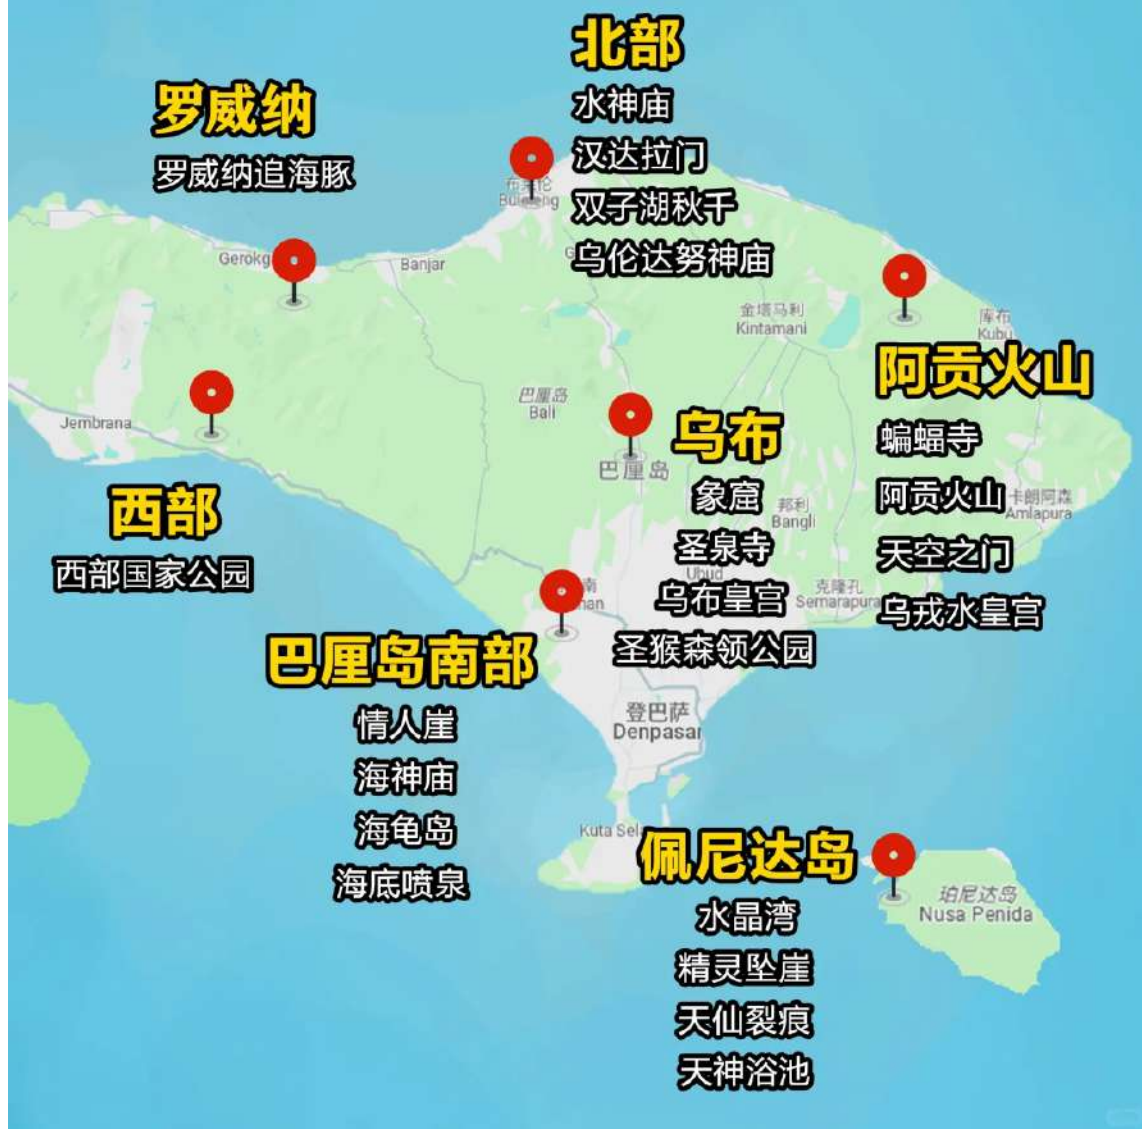 北部
水神庙
汉达拉门
双子湖秋千
乌伦达努神庙
罗威纳
罗威纳追海豚
Buleleng
Gerokg
Banjar
金塔马利
Kintamani
库布
Kubu
阿贡火山
蝙蝠寺
阿贡火山
天空之门
乌戎水皇宫
卡朗阿森
Amlapura
巴厘岛
Bali
Jembrana
巴厘岛
乌布
象窟
圣泉寺
乌布皇宫
圣猴森领公园
Ubud
邦利
Bangli
克隆孔
Semarapura
西部
西部国家公园
南
nan
巴厘岛南部
情人崖
海神庙
海龟岛
海底喷泉
登巴萨
Denpasar
Kuta Sela
佩尼达岛
水晶湾
精灵坠崖
天仙裂痕
天神浴池
珀尼达岛
Nusa Penida